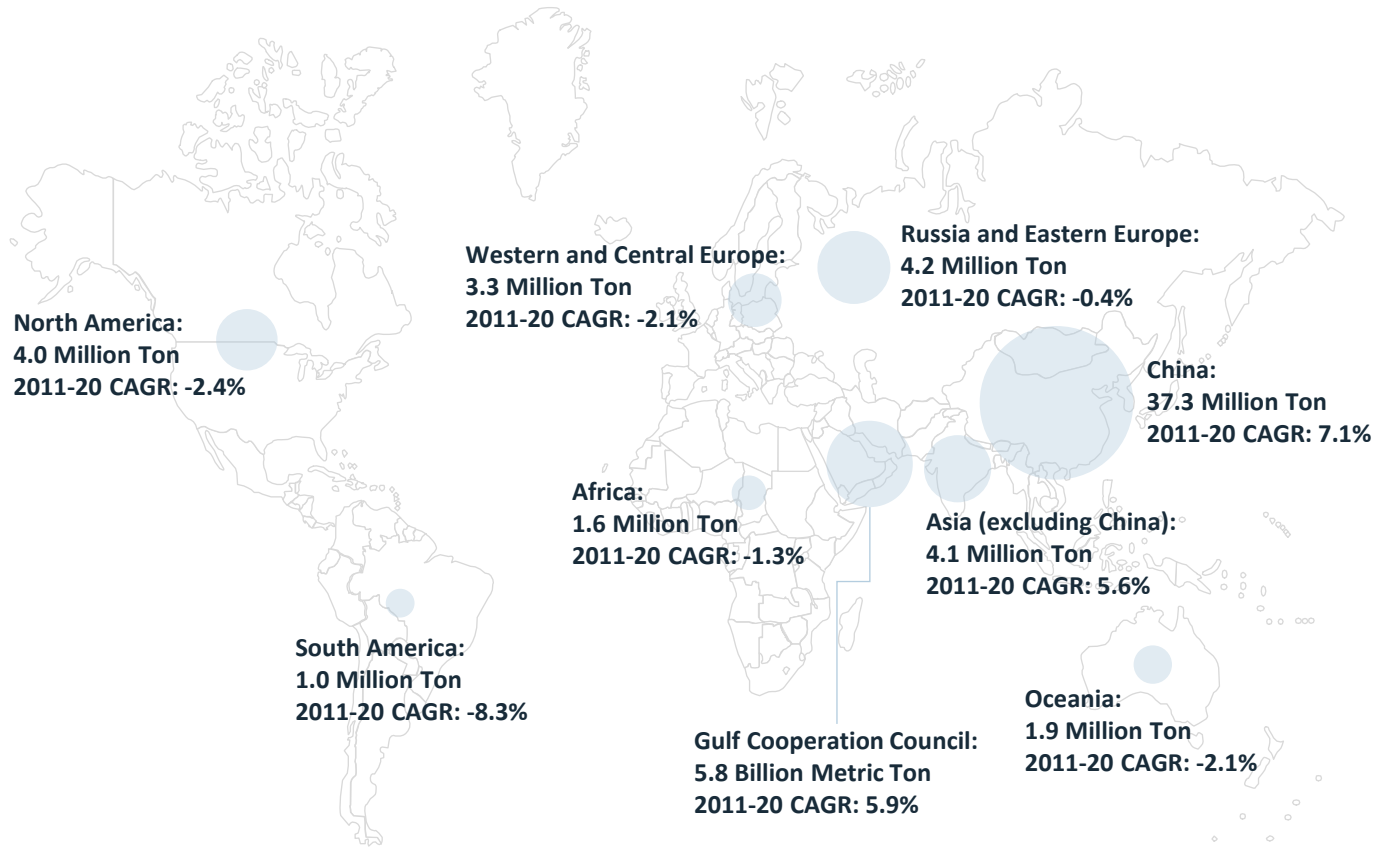 Russia and Eastern Europe:
4.2 Million Ton
2011-20 CAGR: -0.4%
Western and Central Europe:
3.3 Million Ton
2011-20 CAGR: -2.1%
North America:
4.0 Million Ton
2011-20 CAGR: -2.4%
China:
37.3 Million Ton
2011-20 CAGR: 7.1%
Africa:
1.6 Million Ton
2011-20 CAGR: -1.3%
Asia (excluding China):
4.1 Million Ton
2011-20 CAGR: 5.6%
South America:
1.0 Million Ton
2011-20 CAGR: -8.3%
Oceania:
1.9 Million Ton
2011-20 CAGR: -2.1%
Gulf Cooperation Council:
5.8 Billion Metric Ton
2011-20 CAGR: 5.9%